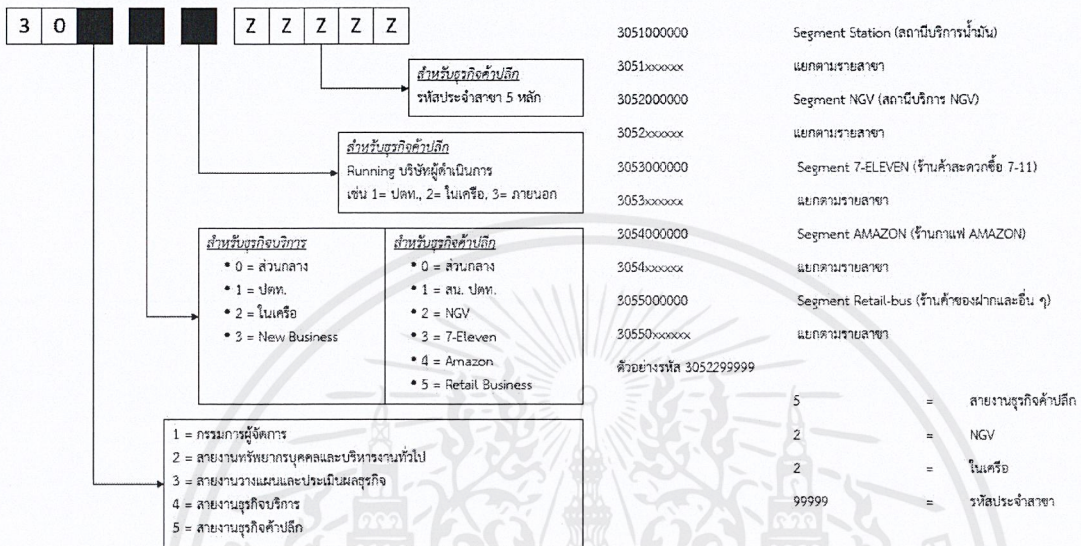 3 0 Z Z Z Z Z
สำหรับธุรกิจค้าปลีก
รหัสประจำสาขา 5 หลัก
สำหรับธุรกิจค้าปลีก
Running บริษัทผู้ดำเนินการ
เช่น 1= ปตท., 2= ในเครือ, 3= ภายนอก
สำหรับธุรกิจบริการ
• 0 = ส่วนกลาง
• 1 = ปตท.
• 2 = ในเครือ
• 3 = New Business
สำหรับธุรกิจค้าปลีก
• 0 = ส่วนกลาง
• 1 = สน. ปตท.
• 2 = NGV
• 3 = 7-Eleven
• 4 = Amazon
• 5 = Retail Business
1 = กรรมการผู้จัดการ
2 = สายงานทรัพยากรบุคคลและบริหารงานทั่วไป
3 = สายงานวางแผนและประเมินผลธุรกิจ
4 = สายงานธุรกิจบริการ
5 = สายงานธุรกิจค้าปลีก
3051000000 Segment Station (สถานีบริการน้ำมัน)
3051xxxxxx แยกตามรายสาขา
3052000000 Segment NGV (สถานีบริการ NGV)
3052xxxxxx แยกตามรายสาขา
3053000000 Segment 7-ELEVEN (ร้านค้าสะดวกซื้อ 7-11)
3053xxxxxx แยกตามรายสาขา
3054000000 Segment AMAZON (ร้านกาแฟ AMAZON)
3054xxxxxx แยกตามรายสาขา
3055000000 Segment Retail-bus (ร้านค้าของฝากและอื่น ๆ)
30550xxxxxx แยกตามรายสาขา
ตัวอย่างรหัส 3052299999
5 = สายงานธุรกิจค้าปลีก
2 = NGV
2 = ในเครือ
99999 = รหัสประจำสาขา